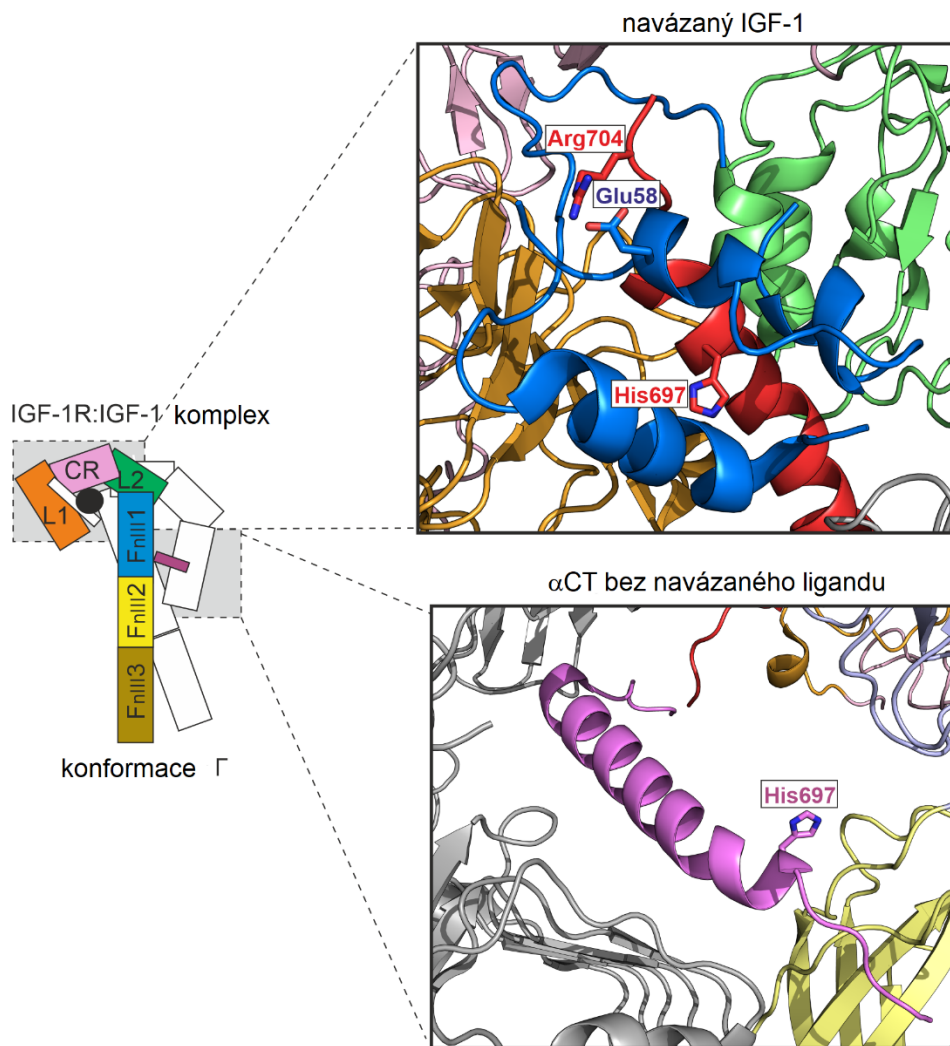 navázaný IGF-1
Arg704
Glu58
His697
IGF-1R:IGF-1 komplex
CR
L2
L1
FnIII1
FnIII2
FnIII3
konformace Γ
αCT bez navázaného ligandu
His697